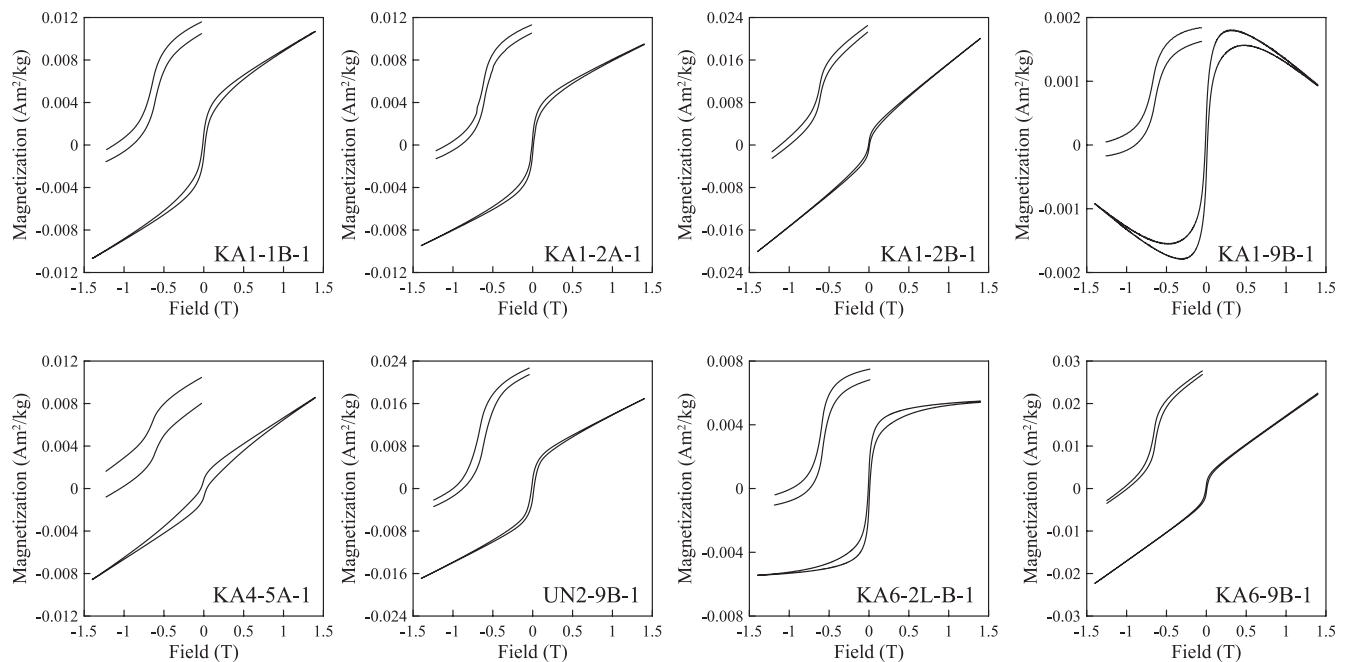 0.012
0.008
0.004
0
-0.004
-0.008
-0.012
Magnetization (Am²/kg)
KA1-1B-1
-1.5 -1 -0.5 0 0.5 1 1.5
Field (T)
0.012
0.008
0.004
0
-0.004
-0.008
-0.012
Magnetization (Am²/kg)
KA1-2A-1
-1.5 -1 -0.5 0 0.5 1 1.5
Field (T)
0.024
0.016
0.008
0
-0.008
-0.016
-0.024
Magnetization (Am²/kg)
KA1-2B-1
-1.5 -1 -0.5 0 0.5 1 1.5
Field (T)
0.002
0.001
0
-0.001
-0.002
Magnetization (Am²/kg)
KA1-9B-1
-1.5 -1 -0.5 0 0.5 1 1.5
Field (T)
0.012
0.008
0.004
0
-0.004
-0.008
-0.012
Magnetization (Am²/kg)
KA4-5A-1
-1.5 -1 -0.5 0 0.5 1 1.5
Field (T)
0.024
0.016
0.008
0
-0.008
-0.016
-0.024
Magnetization (Am²/kg)
UN2-9B-1
-1.5 -1 -0.5 0 0.5 1 1.5
Field (T)
0.008
0.004
0
-0.004
-0.008
Magnetization (Am²/kg)
KA6-2L-B-1
-1.5 -1 -0.5 0 0.5 1 1.5
Field (T)
0.03
0.02
0.01
0
-0.01
-0.02
-0.03
Magnetization (Am²/kg)
KA6-9B-1
-1.5 -1 -0.5 0 0.5 1 1.5
Field (T)